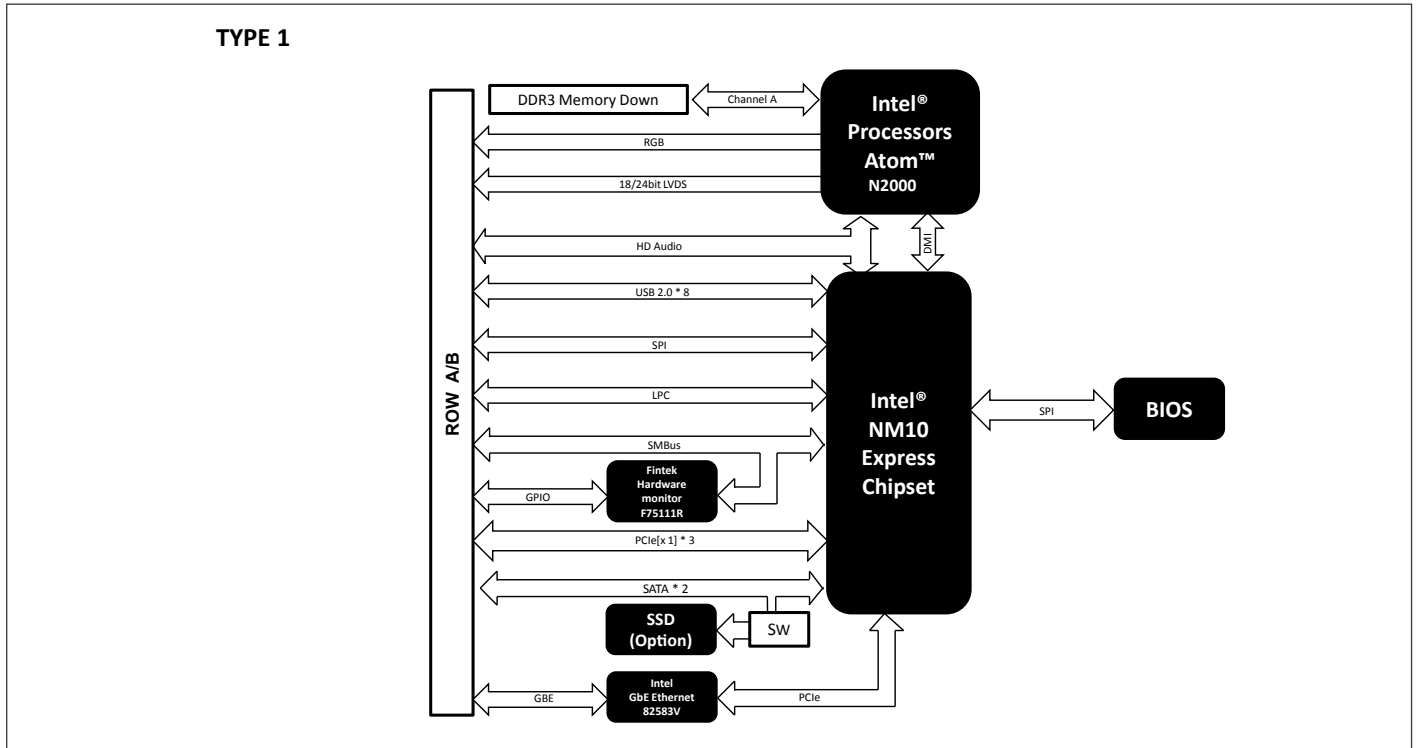 TYPE 1
DDR3 Memory Down
Channel A
Intel®
Processors
Atom™
N2000
RGB
18/24bit LVDS
HD Audio
DMI
USB 2.0 * 8
SPI
LPC
ROW A/B
Intel®
NM10
Express
Chipset
SPI
BIOS
SMBus
Fintek
Hardware
monitor
F75111R
GPIO
PCIe[x 1] * 3
SATA * 2
SSD
(Option)
SW
Intel
GbE Ethernet
82583V
GBE
PCIe